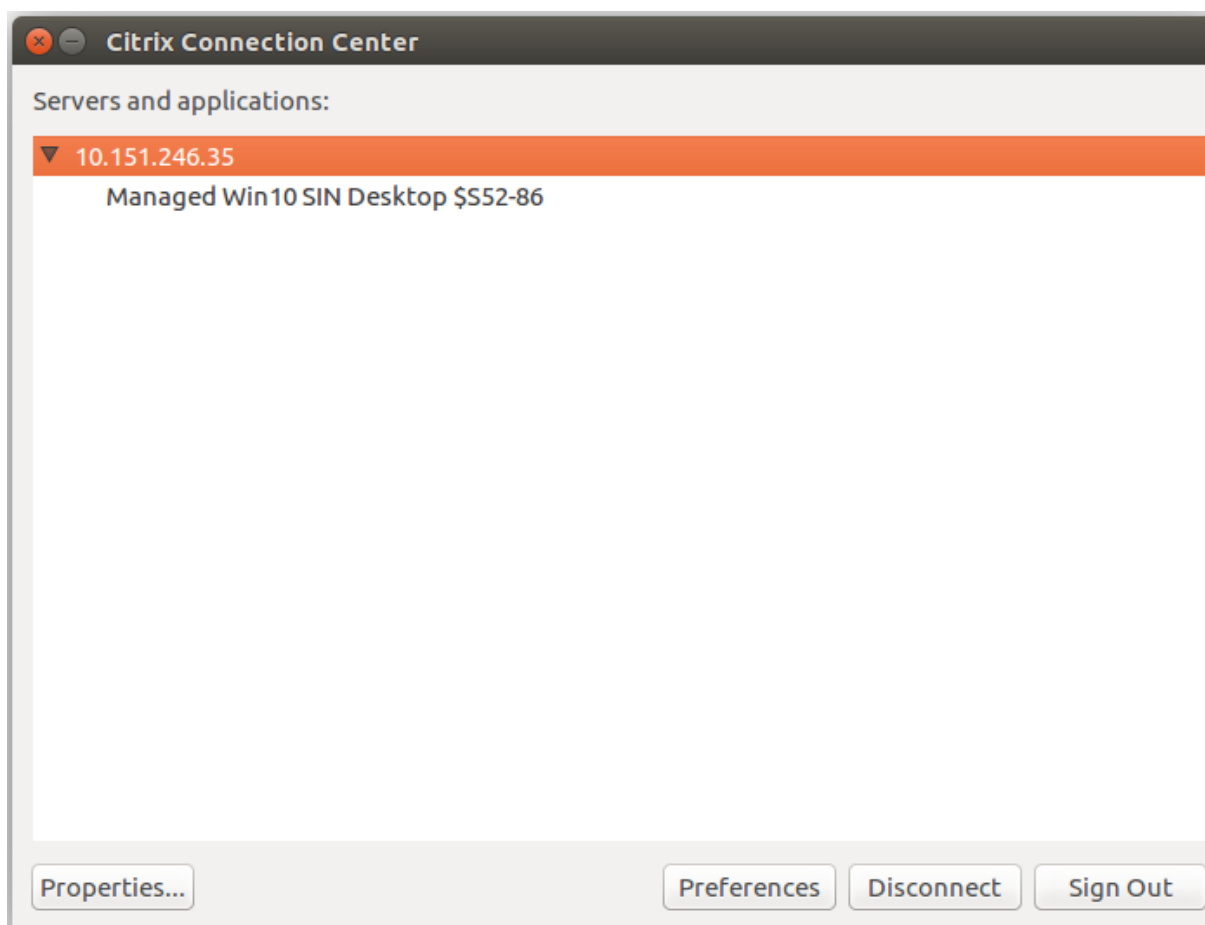 Citrix Connection Center
Servers and applications:
10.151.246.35
Managed Win10 SIN Desktop $S52-86
Properties... Preferences Disconnect Sign Out